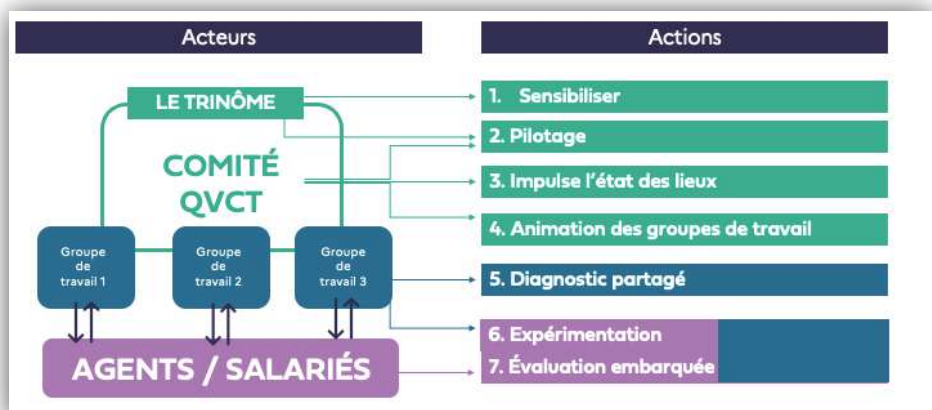 Acteurs
Actions
LE TRINÔME
COMITÉ
QVCT
Groupe
de
travail 1
Groupe
de
travail 2
Groupe
de
travail 3
AGENTS / SALARIÉS
1. Sensibiliser
2. Pilotage
3. Impulse l'état des lieux
4. Animation des groupes de travail
5. Diagnostic partagé
6. Expérimentation
7. Évaluation embarquée